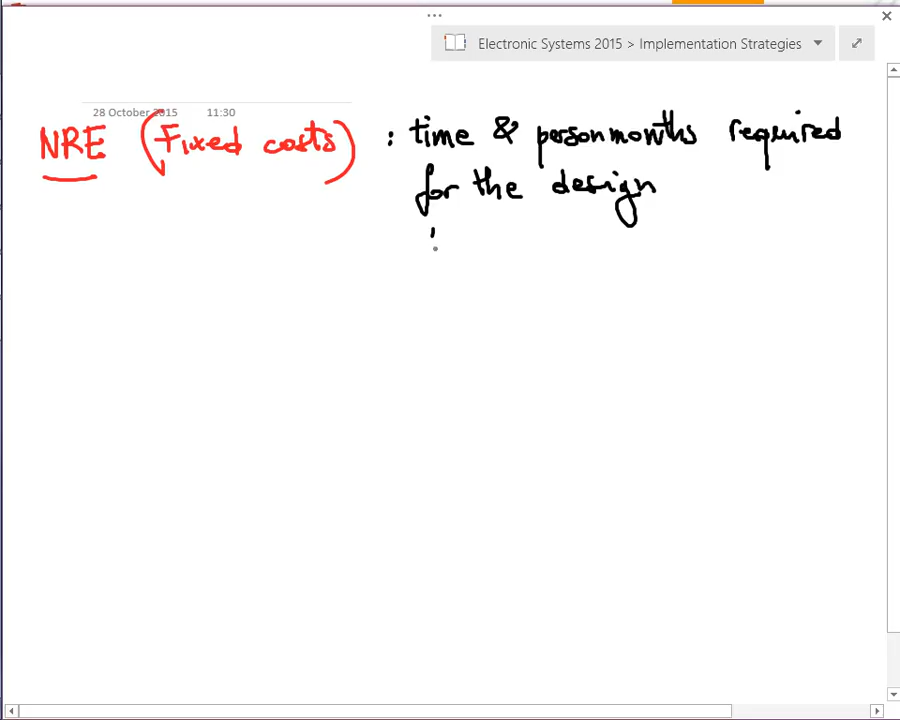 Electronic Systems 2015 > Implementation Strategies
28 October 2015 11:30
NRE (Fixed costs) : time & personmonths required
for the design